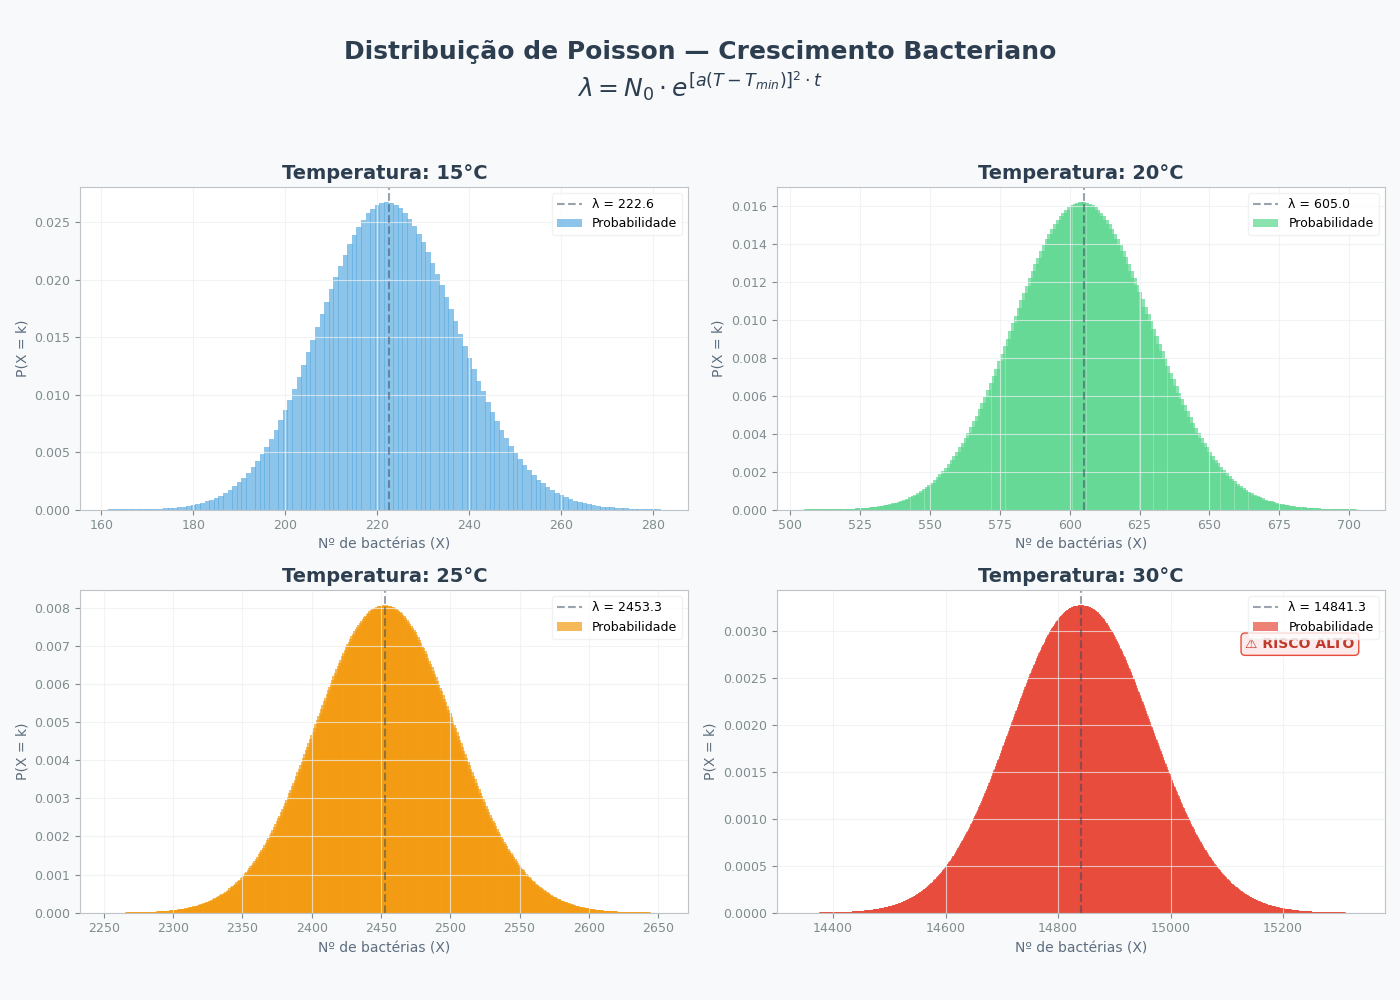 Distribuição de Poisson — Crescimento Bacteriano
λ = N₀ · e^{[a(T − T_{min})]² · t}
Temperatura: 15°C
λ = 222.6
Probabilidade
P(X = k)
0.025
0.020
0.015
0.010
0.005
0.000
160 180 200 220 240 260 280
Nº de bactérias (X)
Temperatura: 20°C
λ = 605.0
Probabilidade
P(X = k)
0.016
0.014
0.012
0.010
0.008
0.006
0.004
0.002
0.000
500 525 550 575 600 625 650 675 700
Nº de bactérias (X)
Temperatura: 25°C
λ = 2453.3
Probabilidade
P(X = k)
0.008
0.007
0.006
0.005
0.004
0.003
0.002
0.001
0.000
2250 2300 2350 2400 2450 2500 2550 2600 2650
Nº de bactérias (X)
Temperatura: 30°C
λ = 14841.3
Probabilidade
⚠ RISCO ALTO
P(X = k)
0.0030
0.0025
0.0020
0.0015
0.0010
0.0005
0.0000
14400 14600 14800 15000 15200
Nº de bactérias (X)